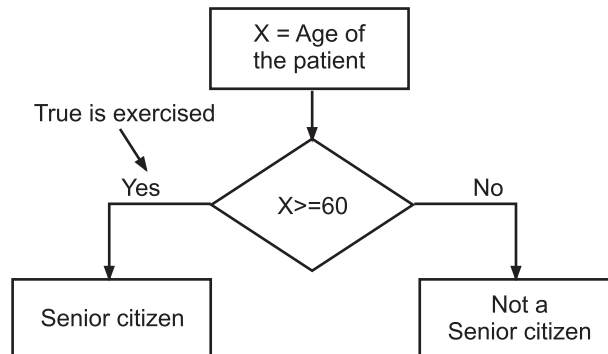 X = Age of
the patient
True is exercised
Yes
X>=60
No
Senior citizen
Not a
Senior citizen